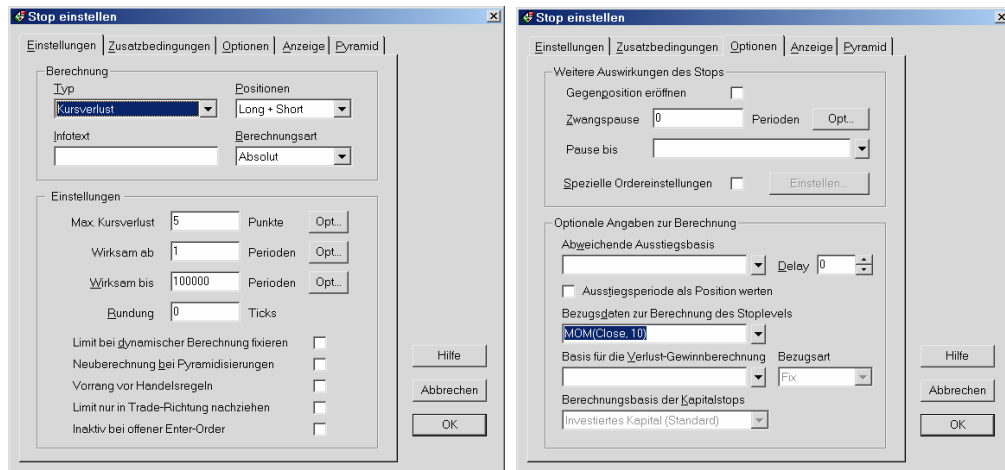 Stop einstellen
Einstellungen Zusatzbedingungen Optionen Anzeige Pyramid
Berechnung
Typ Positionen
Kursverlust Long + Short
Infotext Berechnungsart
Absolut
Einstellungen
Max. Kursverlust 5 Punkte Opt...
Wirksam ab 1 Perioden Opt...
Wirksam bis 100000 Perioden Opt...
Rundung 0 Ticks
Limit bei dynamischer Berechnung fixieren
Neuberechnung bei Pyramidisierungen
Vorrang vor Handelsregeln
Limit nur in Trade-Richtung nachziehen
Inaktiv bei offener Enter-Order
Hilfe
Abbrechen
OK
Stop einstellen
Einstellungen Zusatzbedingungen Optionen Anzeige Pyramid
Weitere Auswirkungen des Stops
Gegenposition eröffnen
Zwangspause 0 Perioden Opt...
Pause bis
Spezielle Ordereinstellungen Einstellen...
Optionale Angaben zur Berechnung
Abweichende Ausstiegsbasis
Delay 0
Ausstiegsperiode als Position werten
Bezugsdaten zur Berechnung des Stoplevels
MOM(Close, 10)
Basis für die Verlust-Gewinnberechnung Bezugsart
Fix
Berechnungsbasis der Kapitalstops
Investiertes Kapital (Standard)
Hilfe
Abbrechen
OK